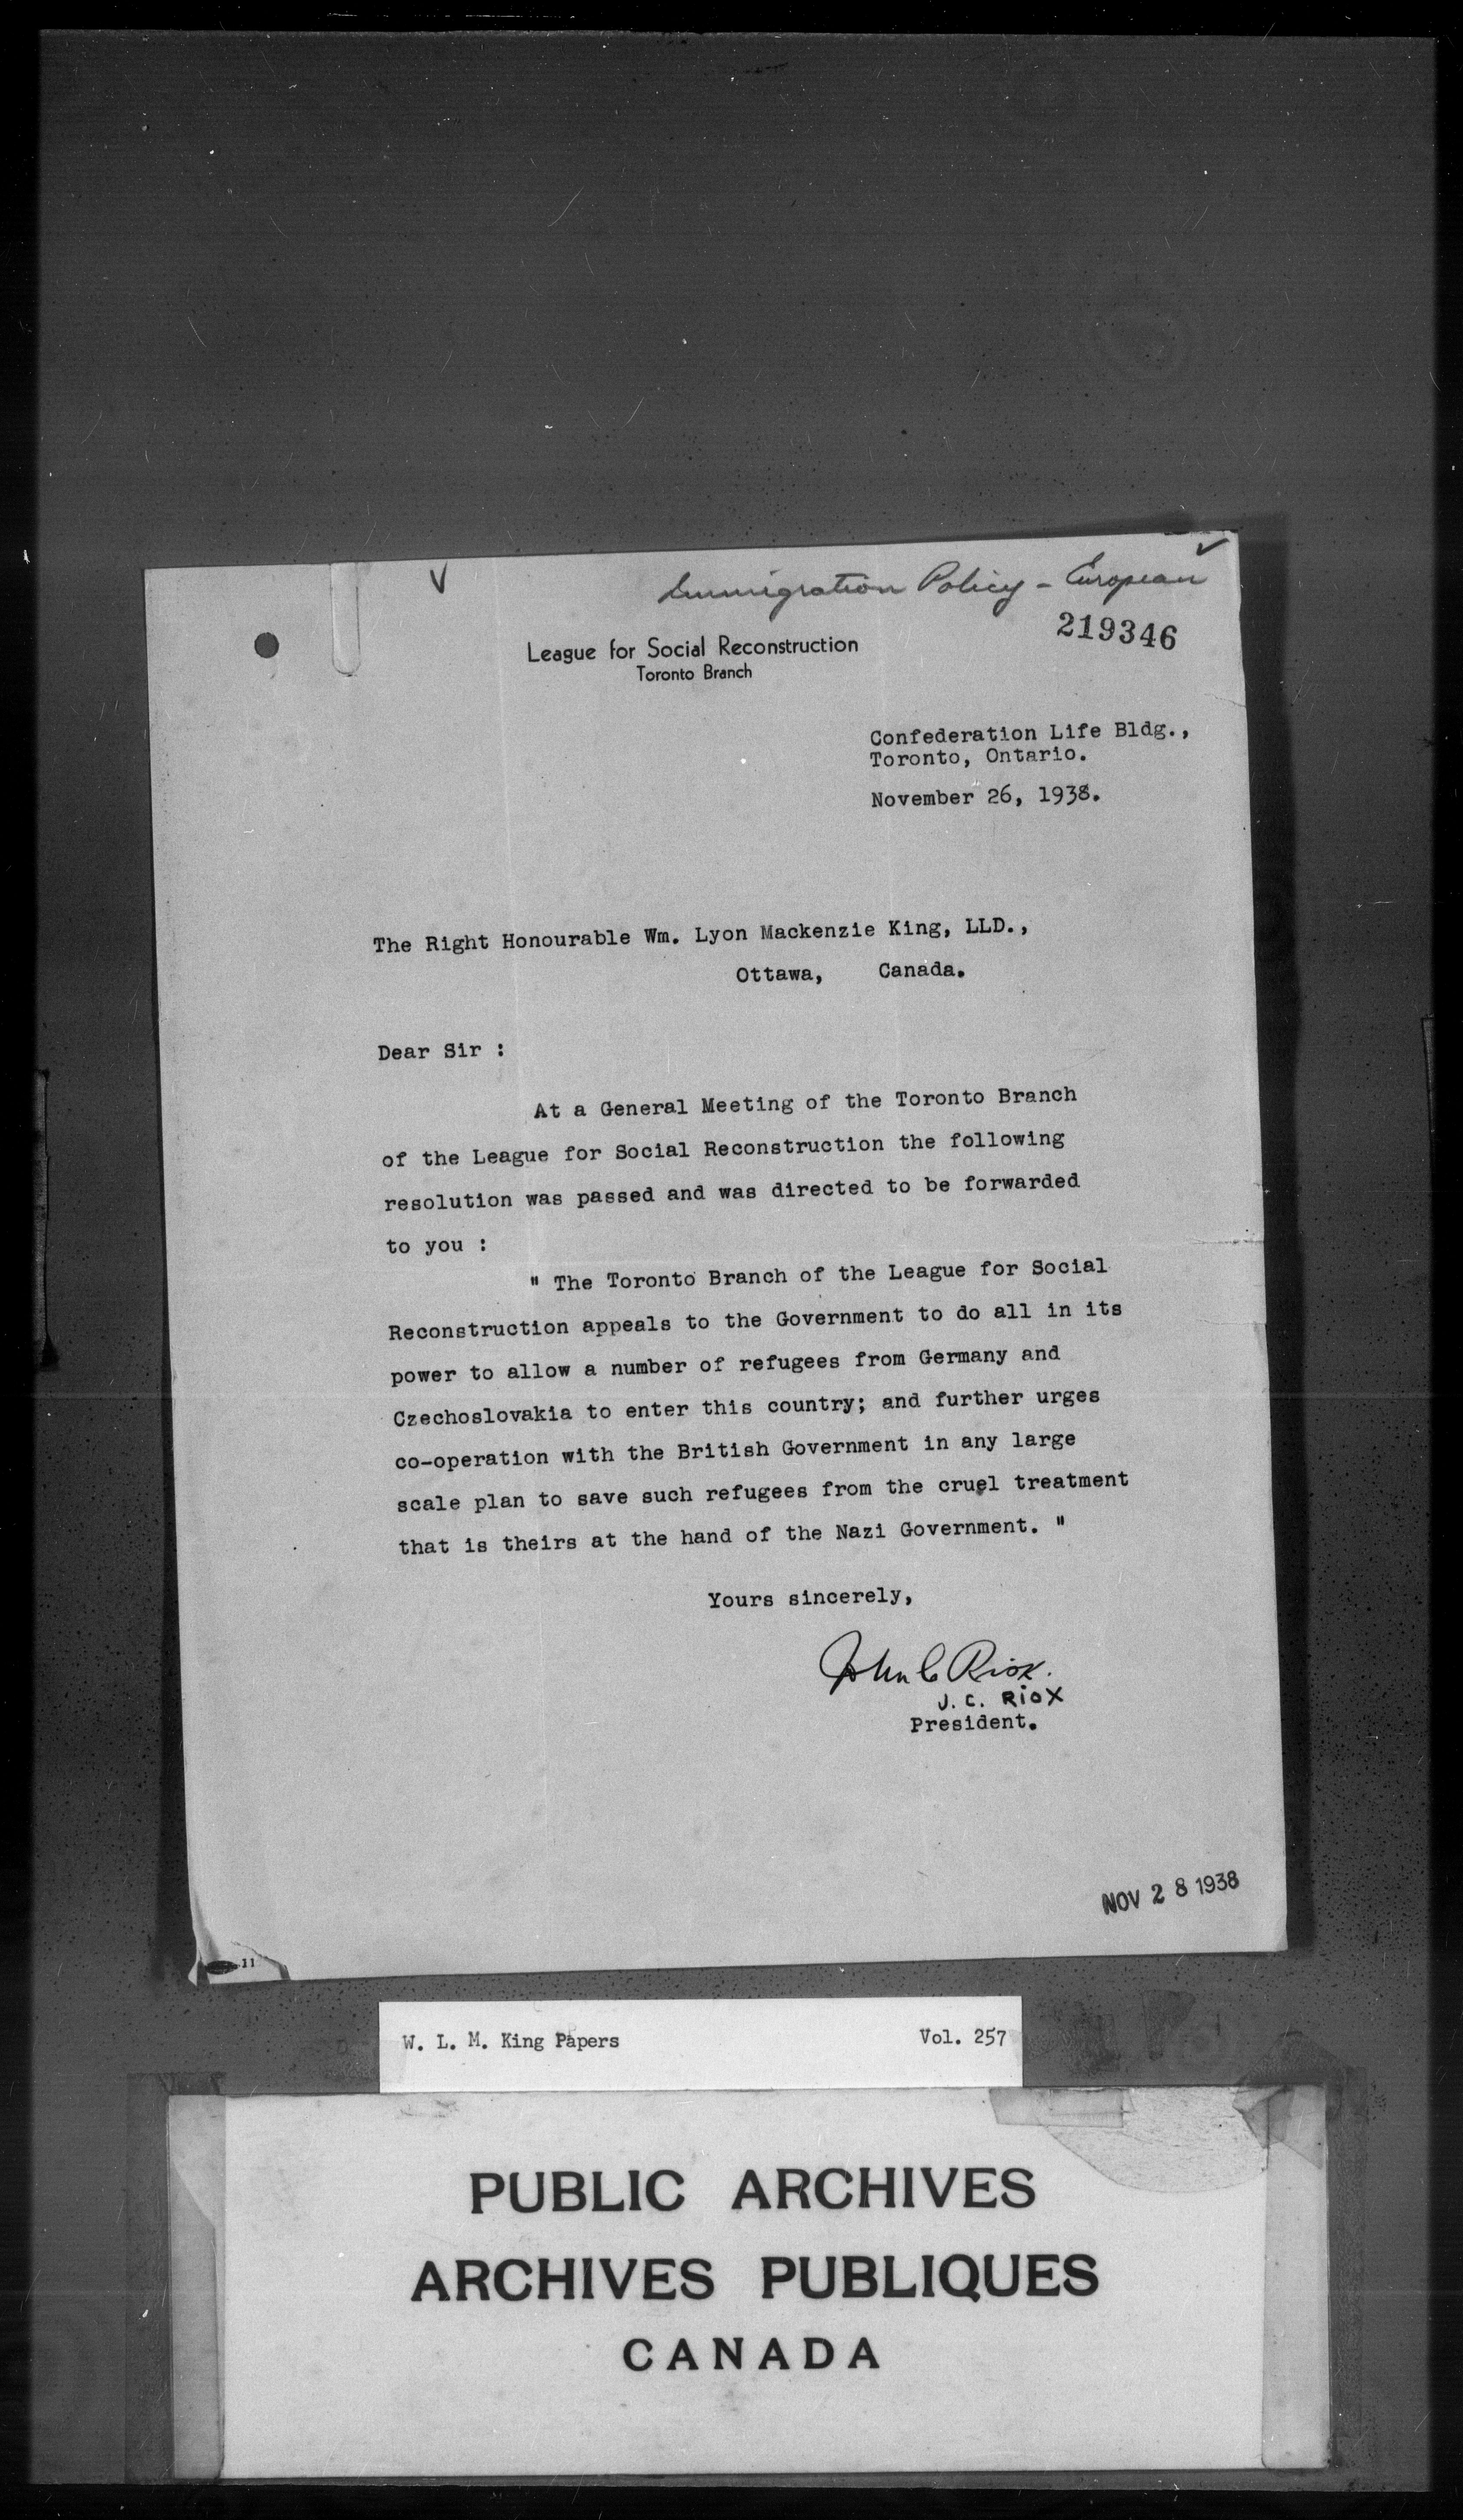 Immigration Policy - European
219346
League for Social Reconstruction
Toronto Branch
Confederation Life Bldg.,
Toronto, Ontario.
November 26, 1938.
The Right Honourable Wm. Lyon Mackenzie King, LLD.,
Ottawa, Canada.
Dear Sir :
At a General Meeting of the Toronto Branch
of the League for Social Reconstruction the following
resolution was passed and was directed to be forwarded
to you :
" The Toronto Branch of the League for Social
Reconstruction appeals to the Government to do all in its
power to allow a number of refugees from Germany and
Czechoslovakia to enter this country; and further urges
co-operation with the British Government in any large
scale plan to save such refugees from the cruel treatment
that is theirs at the hand of the Nazi Government. "
Yours sincerely,
John C Riox.
J. C. RiOX
President.
NOV 28 1938
11
W. L. M. King Papers Vol. 257
PUBLIC ARCHIVES
ARCHIVES PUBLIQUES
CANADA